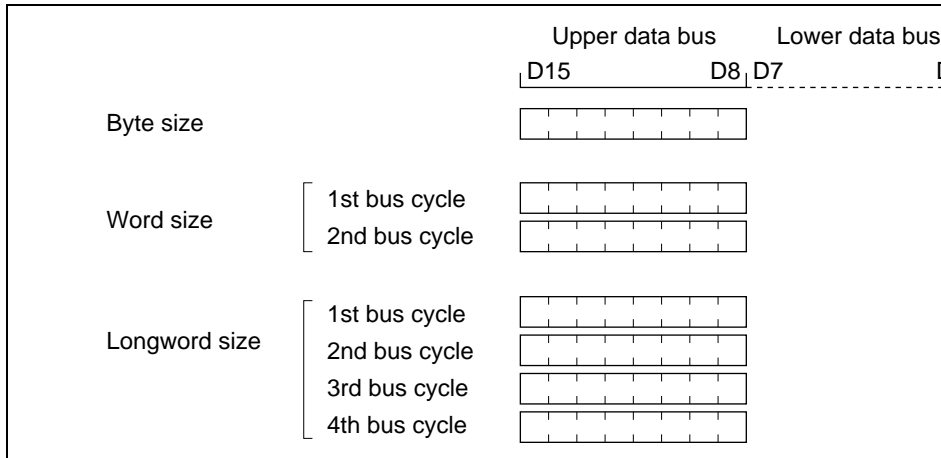 Upper data bus Lower data bus
D15 D8 D7
Byte size
1st bus cycle
Word size
2nd bus cycle
1st bus cycle
Longword size
2nd bus cycle
3rd bus cycle
4th bus cycle